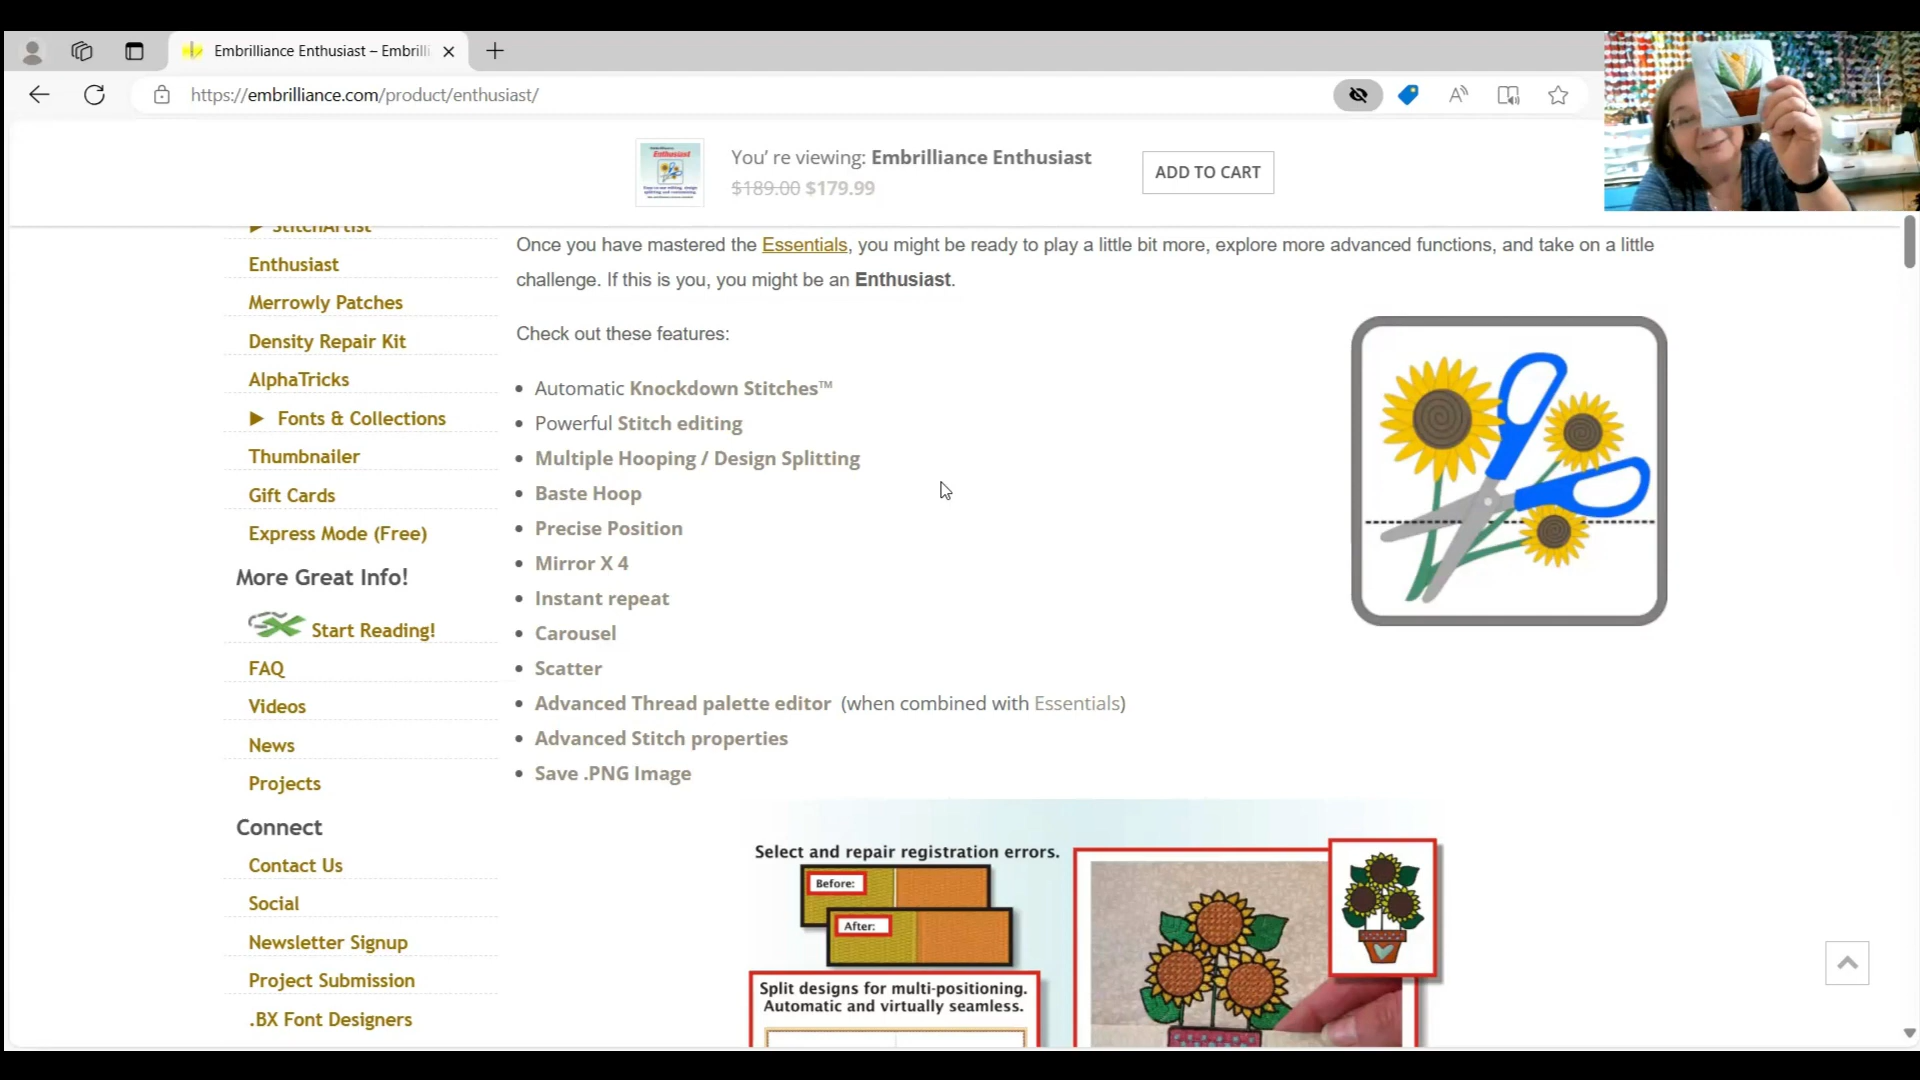 Embrilliance Enthusiast – Embrilli
https://embrilliance.com/product/enthusiast/
Enthusiast
You' re viewing: Embrilliance Enthusiast
$189.00 $179.99
ADD TO CART
StitchArtist
Enthusiast
Merrowly Patches
Density Repair Kit
AlphaTricks
Fonts & Collections
Thumbnailer
Gift Cards
Express Mode (Free)
More Great Info!
Start Reading!
FAQ
Videos
News
Projects
Connect
Contact Us
Social
Newsletter Signup
Project Submission
.BX Font Designers
Once you have mastered the Essentials, you might be ready to play a little bit more, explore more advanced functions, and take on a little
challenge. If this is you, you might be an Enthusiast.
Check out these features:
Automatic Knockdown Stitches™
Powerful Stitch editing
Multiple Hooping / Design Splitting
Baste Hoop
Precise Position
Mirror X 4
Instant repeat
Carousel
Scatter
Advanced Thread palette editor (when combined with Essentials)
Advanced Stitch properties
Save .PNG Image
Select and repair registration errors.
Before:
After:
Split designs for multi-positioning.
Automatic and virtually seamless.